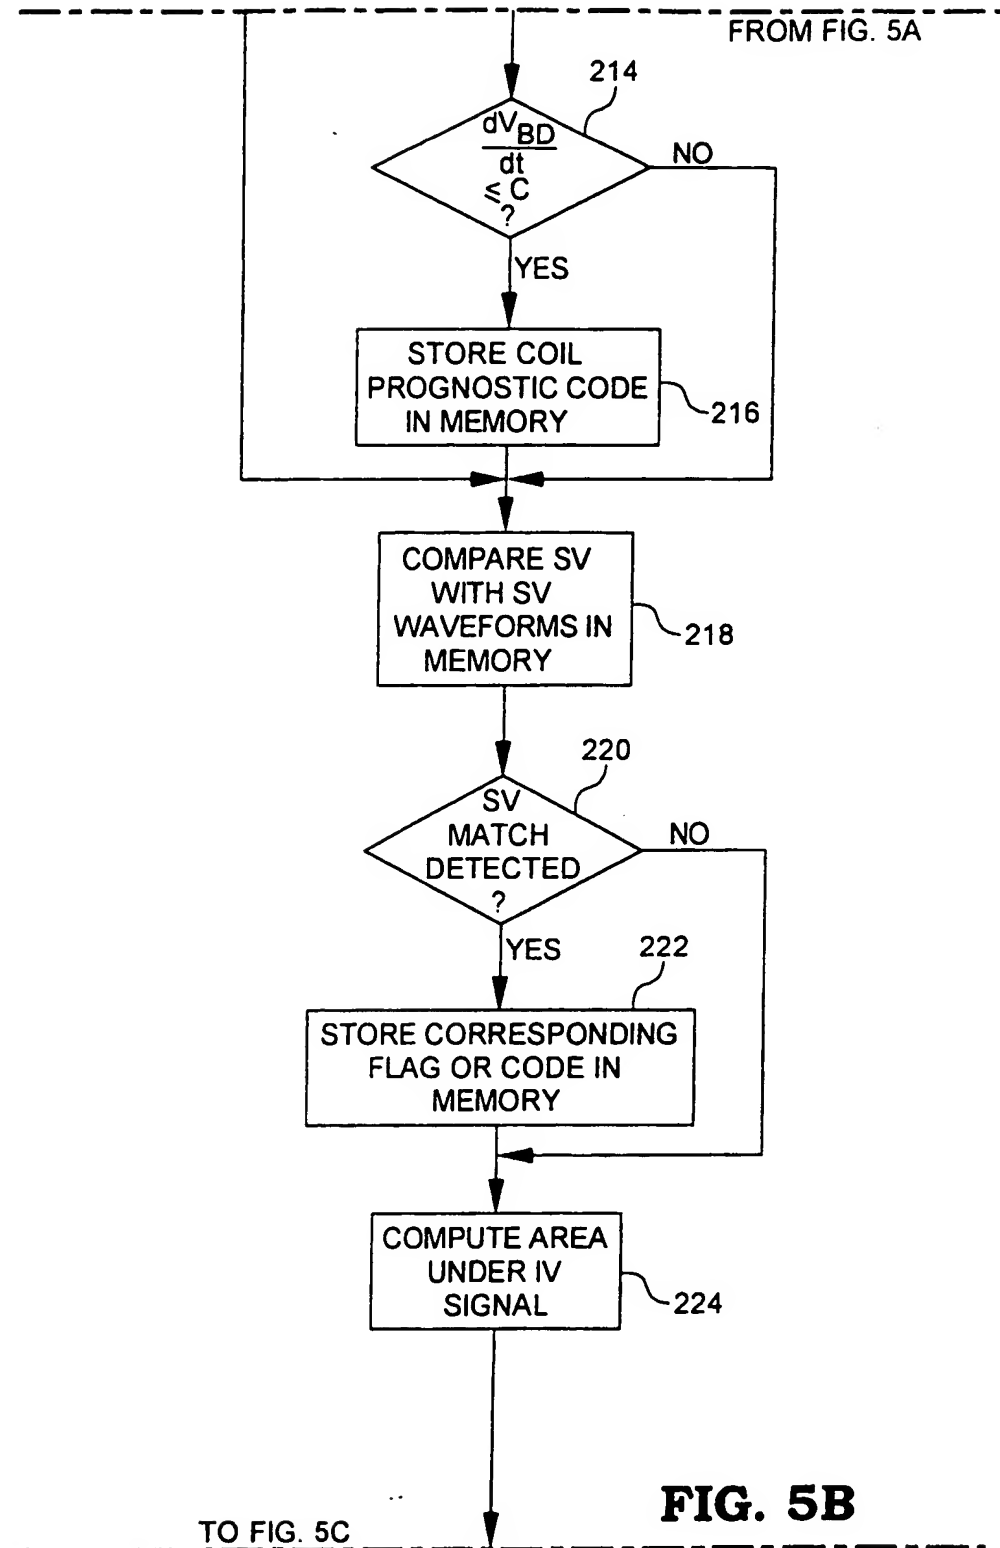 FROM FIG. 5A
214
dVBD
dt
≤ C
?
NO
YES
STORE COIL
PROGNOSTIC CODE
IN MEMORY
216
COMPARE SV
WITH SV
WAVEFORMS IN
MEMORY
218
220
SV
MATCH
DETECTED
?
NO
YES
222
STORE CORRESPONDING
FLAG OR CODE IN
MEMORY
COMPUTE AREA
UNDER IV
SIGNAL
224
FIG. 5B
TO FIG. 5C